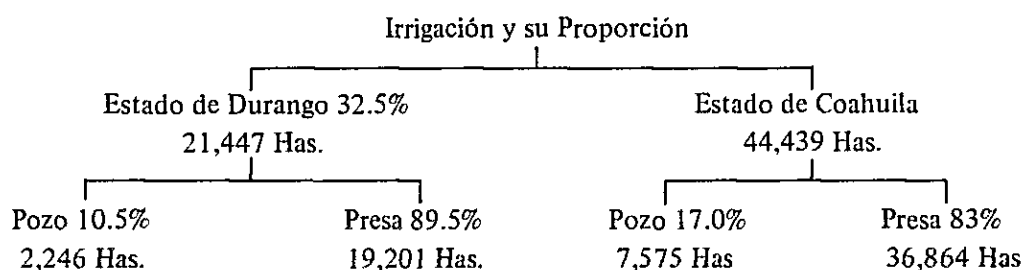 Irrigación y su Proporción
Estado de Durango 32.5%
21,447 Has.
Estado de Coahuila
44,439 Has.
Pozo 10.5%
2,246 Has.
Presa 89.5%
19,201 Has.
Pozo 17.0%
7,575 Has
Presa 83%
36,864 Has